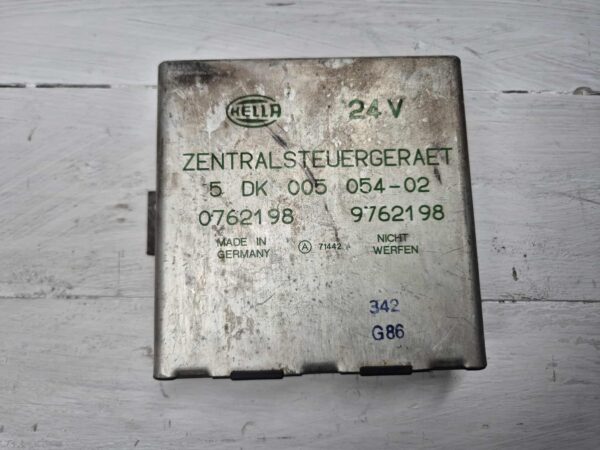 HELLA 24V
ZENTRALSTEUERGERAET
5 DK 005 054-02
0762198 9762198
MADE IN GERMANY
A 71442
NICHT WERFEN
342
G86